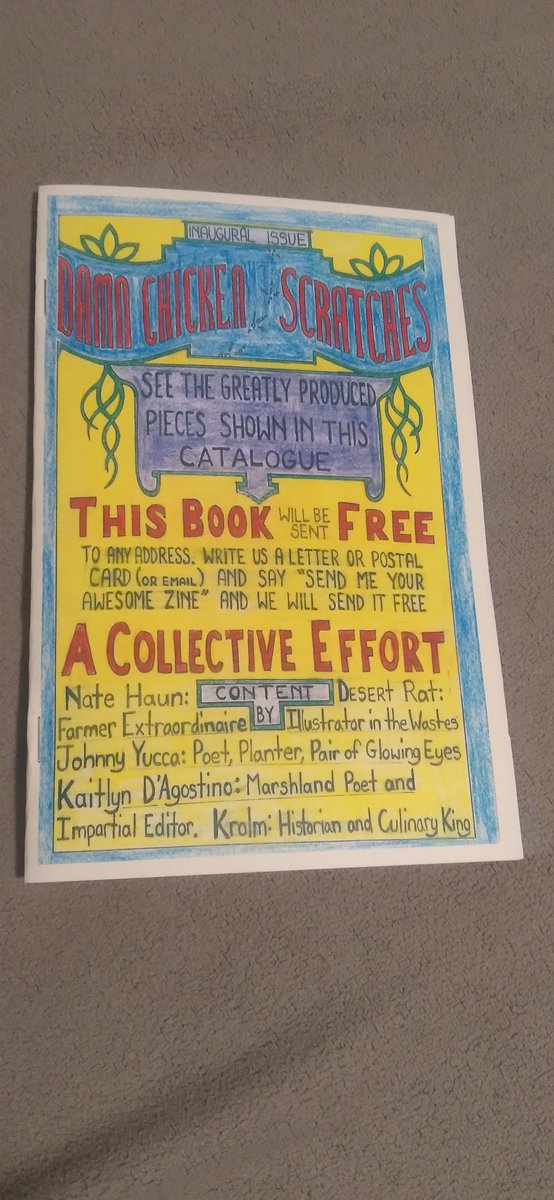 INAUGURAL ISSUE
DAMN CHICKEN SCRATCHES
SEE THE GREATLY PRODUCED
PIECES SHOWN IN THIS
CATALOGUE
THIS BOOK WILL BE SENT FREE
TO ANY ADDRESS. WRITE US A LETTER OR POSTAL
CARD (OR EMAIL) AND SAY "SEND ME YOUR
AWESOME ZINE" AND WE WILL SEND IT FREE
A COLLECTIVE EFFORT
CONTENT BY
Nate Haun:
Farmer Extraordinaire
Desert Rat:
Illustrator in the Wastes
Johnny Yucca: Poet, Planter, Pair of Glowing Eyes
Kaitlyn D'Agostino: Marshland Poet and
Impartial Editor. Krolm: Historian and Culinary King